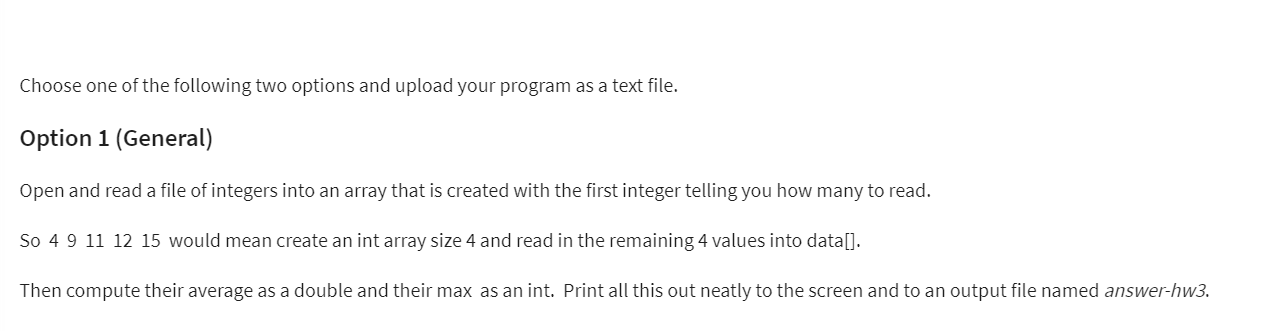 Choose one of the following two options and upload your program as a text file.
Option 1 (General)
Open and read a file of integers into an array that is created with the first integer telling you how many to read.
So 4 9 11 12 15 would mean create an int array size 4 and read in the remaining 4 values into data[].
Then compute their average as a double and their max as an int. Print all this out neatly to the screen and to an output file named answer-hw3.